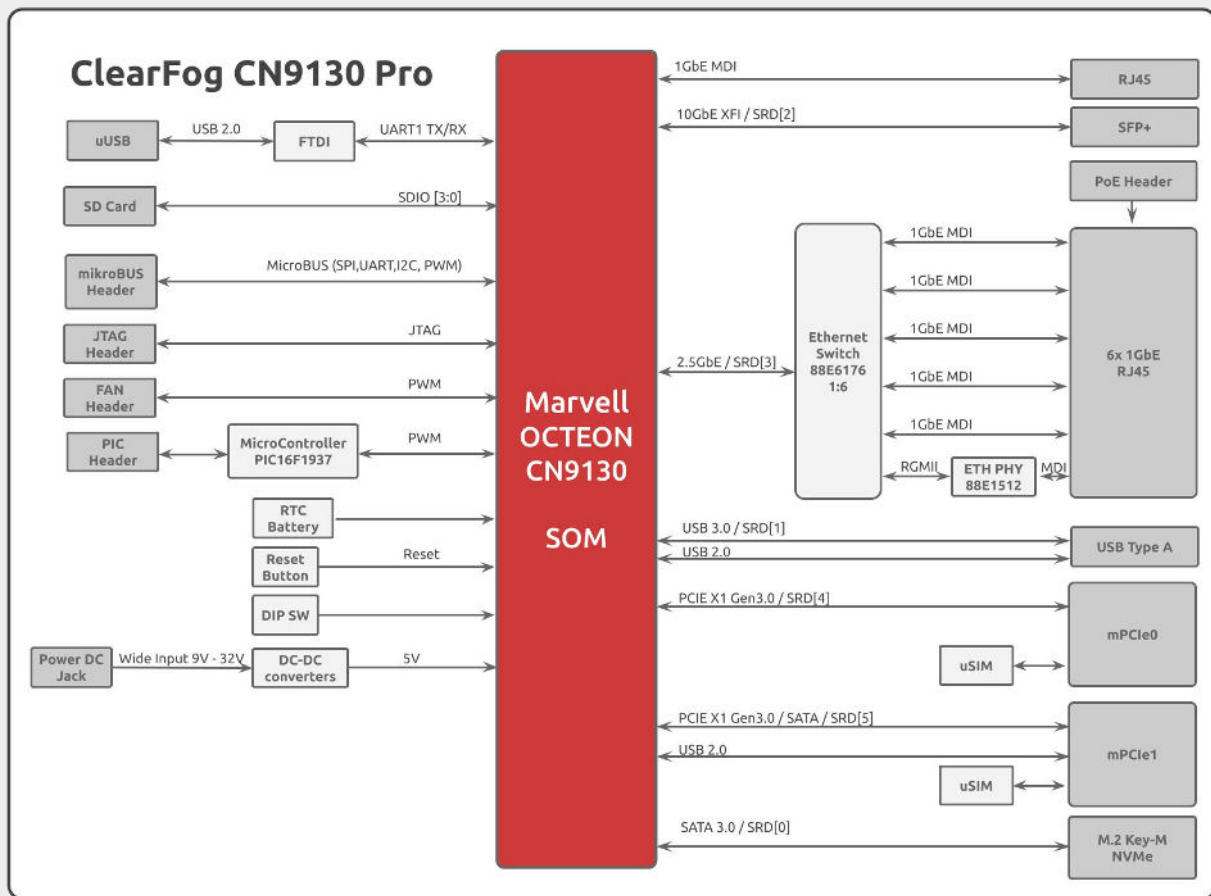 ClearFog CN9130 Pro
uUSB
USB 2.0
FTDI
UART1 TX/RX
SD Card
SDIO [3:0]
mikroBUS
Header
MicroBUS (SPI,UART,I2C, PWM)
JTAG
Header
JTAG
FAN
Header
PWM
PIC
Header
MicroController
PIC16F1937
PWM
RTC
Battery
Reset
Button
Reset
DIP SW
Power DC
Jack
Wide Input 9V - 32V
DC-DC
converters
5V
Marvell
OCTEON
CN9130
SOM
1GbE MDI
RJ45
10GbE XFI / SRD[2]
SFP+
PoE Header
2.5GbE / SRD[3]
Ethernet
Switch
88E6176
1:6
1GbE MDI
1GbE MDI
1GbE MDI
1GbE MDI
1GbE MDI
RGMII
ETH PHY
88E1512
MDI
6x 1GbE
RJ45
USB 3.0 / SRD[1]
USB 2.0
USB Type A
PCIE X1 Gen3.0 / SRD[4]
uSIM
mPCIe0
PCIE X1 Gen3.0 / SATA / SRD[5]
USB 2.0
uSIM
mPCIe1
SATA 3.0 / SRD[0]
M.2 Key-M
NVMe